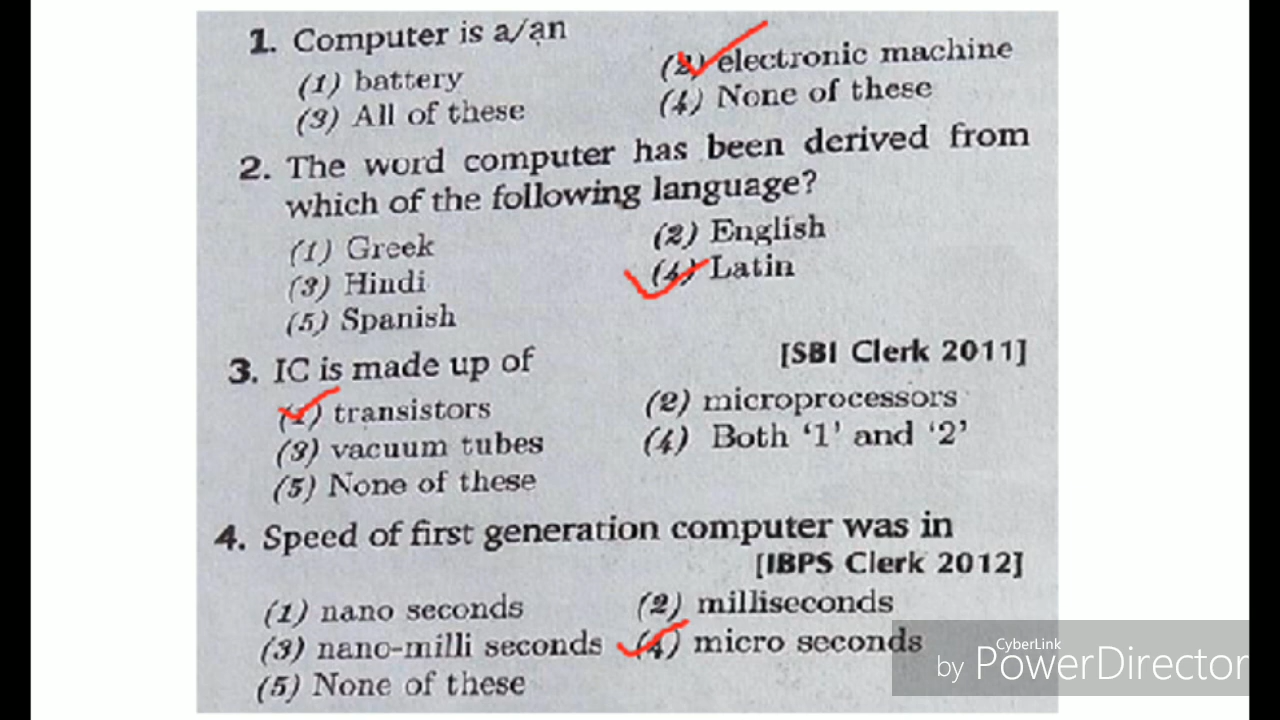 1. Computer is a/an
(1) battery (2) electronic machine
(3) All of these (4) None of these
2. The word computer has been derived from
which of the following language?
(1) Greek (2) English
(3) Hindi (4) Latin
(5) Spanish
3. IC is made up of [SBI Clerk 2011]
(1) transistors (2) microprocessors
(3) vacuum tubes (4) Both ‘1’ and ‘2’
(5) None of these
4. Speed of first generation computer was in
[IBPS Clerk 2012]
(1) nano seconds (2) milliseconds
(3) nano-milli seconds (4) micro seconds
(5) None of these
CyberLink
by PowerDirector